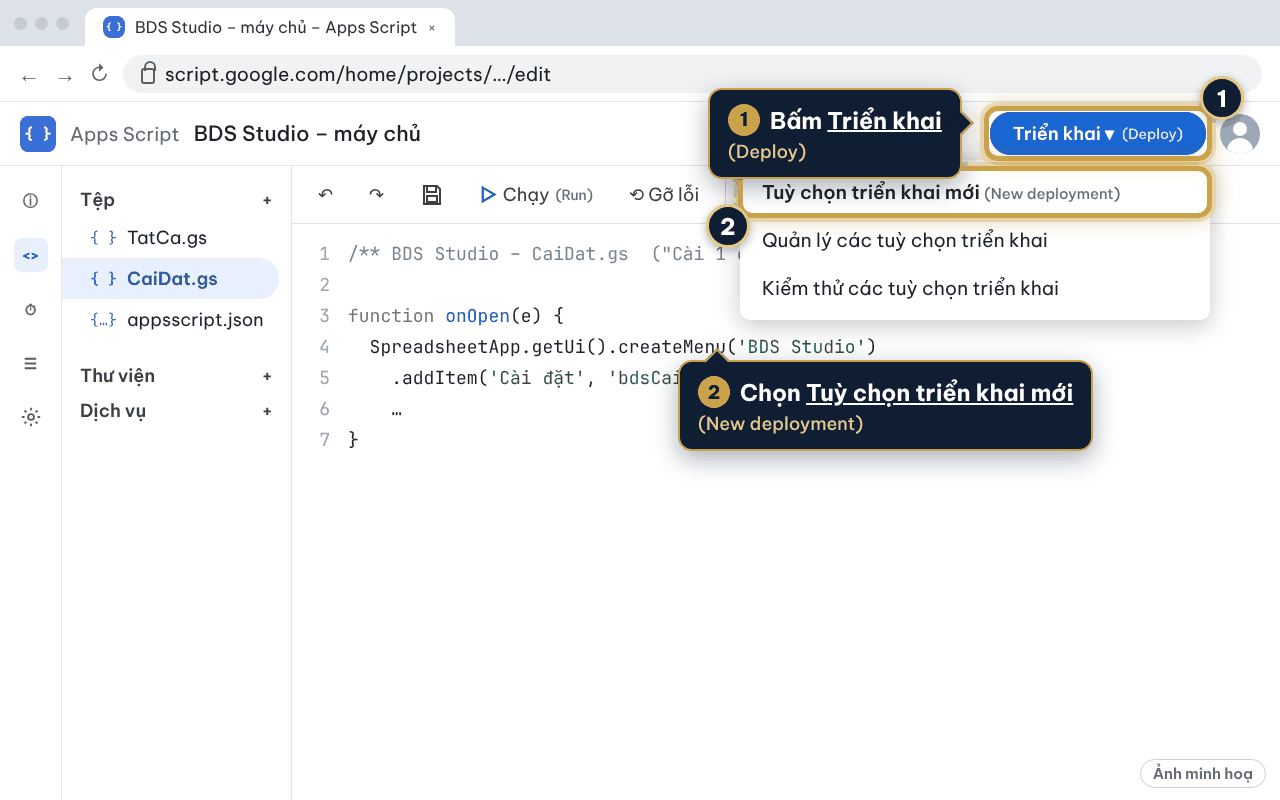 { } BDS Studio – máy chủ – Apps Script ×
← → script.google.com/home/projects/…/edit
{ } Apps Script BDS Studio – máy chủ
1 Bấm Triển khai
(Deploy)
Triển khai ▾ (Deploy)
1
Tệp +
{ } TatCa.gs
{ } CaiDat.gs
{…} appsscript.json
Thư viện +
Dịch vụ +
<>
Chạy (Run)
Gỡ lỗi
Tuỳ chọn triển khai mới (New deployment)
2
Quản lý các tuỳ chọn triển khai
Kiểm thử các tuỳ chọn triển khai
1 /** BDS Studio – CaiDat.gs ("Cài 1
2
3 function onOpen(e) {
4 SpreadsheetApp.getUi().createMenu('BDS Studio')
5 .addItem('Cài đặt', 'bdsCai
6 …
7 }
2 Chọn Tuỳ chọn triển khai mới
(New deployment)
Ảnh minh hoạ